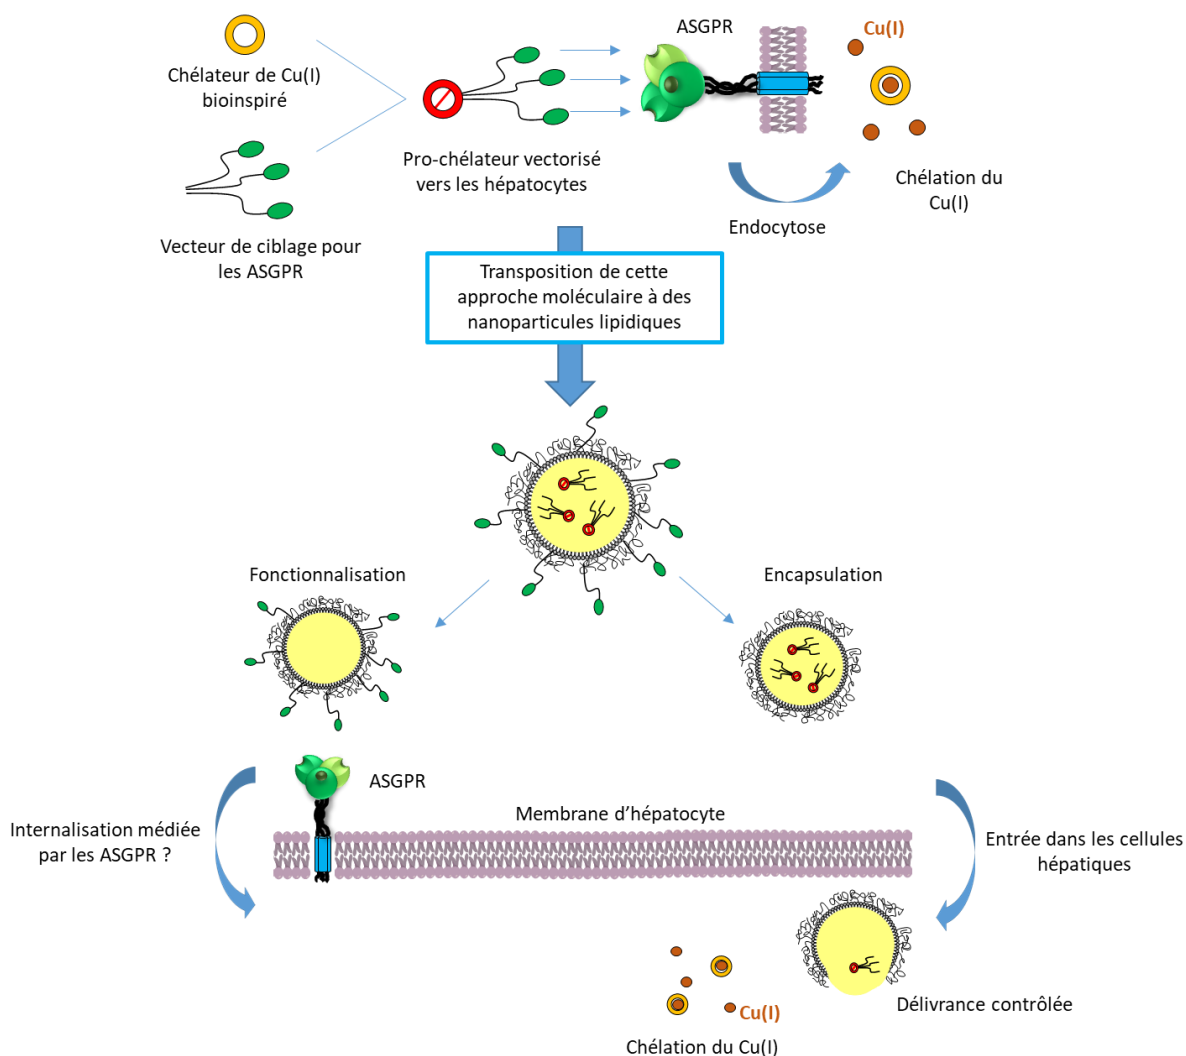 ASGPR
Cu(I)
Chélateur de Cu(I)
bioinspiré
Pro-chélateur vectorisé
vers les hépatocytes
Chélation du
Cu(I)
Endocytose
Vecteur de ciblage pour
les ASGPR
Transposition de cette
approche moléculaire à des
nanoparticules lipidiques
Fonctionnalisation
Encapsulation
ASGPR
Membrane d’hépatocyte
Internalisation médiée
par les ASGPR ?
Entrée dans les cellules
hépatiques
Délivrance contrôlée
Cu(I)
Chélation du Cu(I)